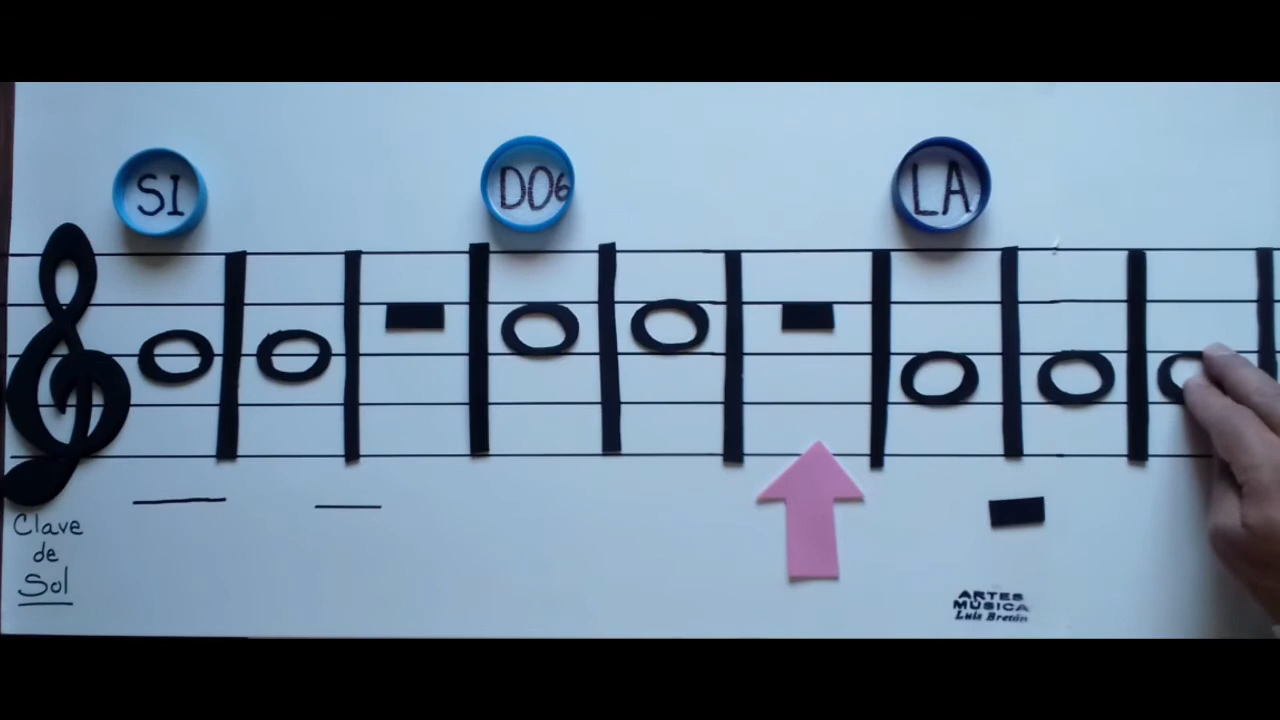 SI
DO6
LA
Clave
de
Sol
ARTES
MÚSICA
Luis Bretón